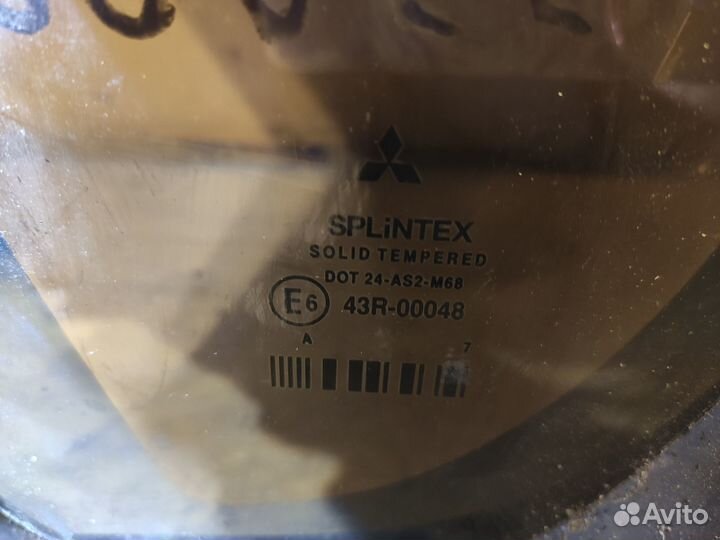 SPLiNTEX
SOLID TEMPERED
DOT 24-AS2-M68
E6 43R-00048
A 7
Avito